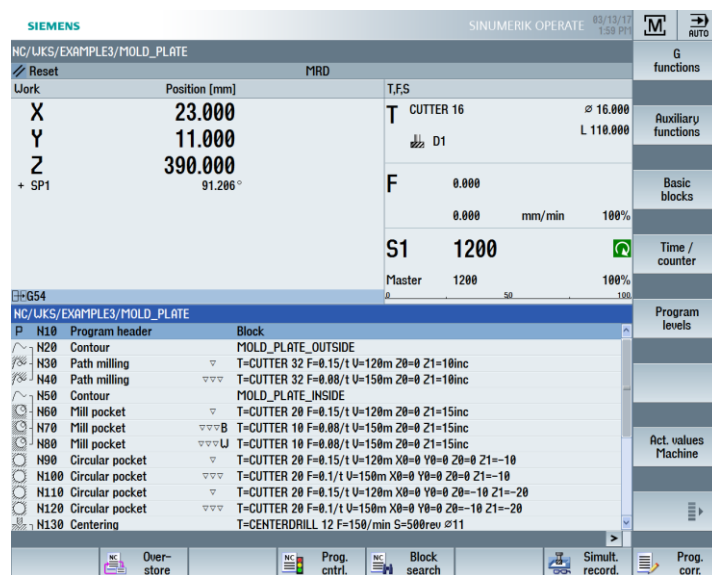 SIEMENS
SINUMERIK OPERATE 03/13/17 1:59 PM
M AUTO
NC/WKS/EXAMPLE3/MOLD_PLATE
Reset MRD
Work Position [mm] T,F,S
X 23.000
Y 11.000
Z 390.000
+ SP1 91.206°
T CUTTER 16 ø 16.000
L 110.000
D1
F 0.000
0.000 mm/min 100%
S1 1200
Master 1200 100%
0 50 100
G54
G functions
Auxiliary functions
Basic blocks
Time / counter
Program levels
Act. values Machine
NC/WKS/EXAMPLE3/MOLD_PLATE
P N10 Program header Block
N20 Contour MOLD_PLATE_OUTSIDE
N30 Path milling ▽ T=CUTTER 32 F=0.15/t V=120m Z0=0 Z1=10inc
N40 Path milling ▽▽▽ T=CUTTER 32 F=0.08/t V=150m Z0=0 Z1=10inc
N50 Contour MOLD_PLATE_INSIDE
N60 Mill pocket ▽ T=CUTTER 20 F=0.15/t V=120m Z0=0 Z1=15inc
N70 Mill pocket ▽▽▽B T=CUTTER 10 F=0.08/t V=150m Z0=0 Z1=15inc
N80 Mill pocket ▽▽▽W T=CUTTER 10 F=0.08/t V=150m Z0=0 Z1=15inc
N90 Circular pocket ▽ T=CUTTER 20 F=0.15/t V=120m X0=0 Y0=0 Z0=0 Z1=-10
N100 Circular pocket ▽▽▽ T=CUTTER 20 F=0.1/t V=150m X0=0 Y0=0 Z0=0 Z1=-10
N110 Circular pocket ▽ T=CUTTER 20 F=0.15/t V=120m X0=0 Y0=0 Z0=-10 Z1=-20
N120 Circular pocket ▽▽▽ T=CUTTER 20 F=0.1/t V=150m X0=0 Y0=0 Z0=-10 Z1=-20
N130 Centering T=CENTERDRILL 12 F=150/min S=500rev ø11
>
NC Over-store
NC Prog. cntrl.
NC Block search
Simult. record.
Prog. corr.